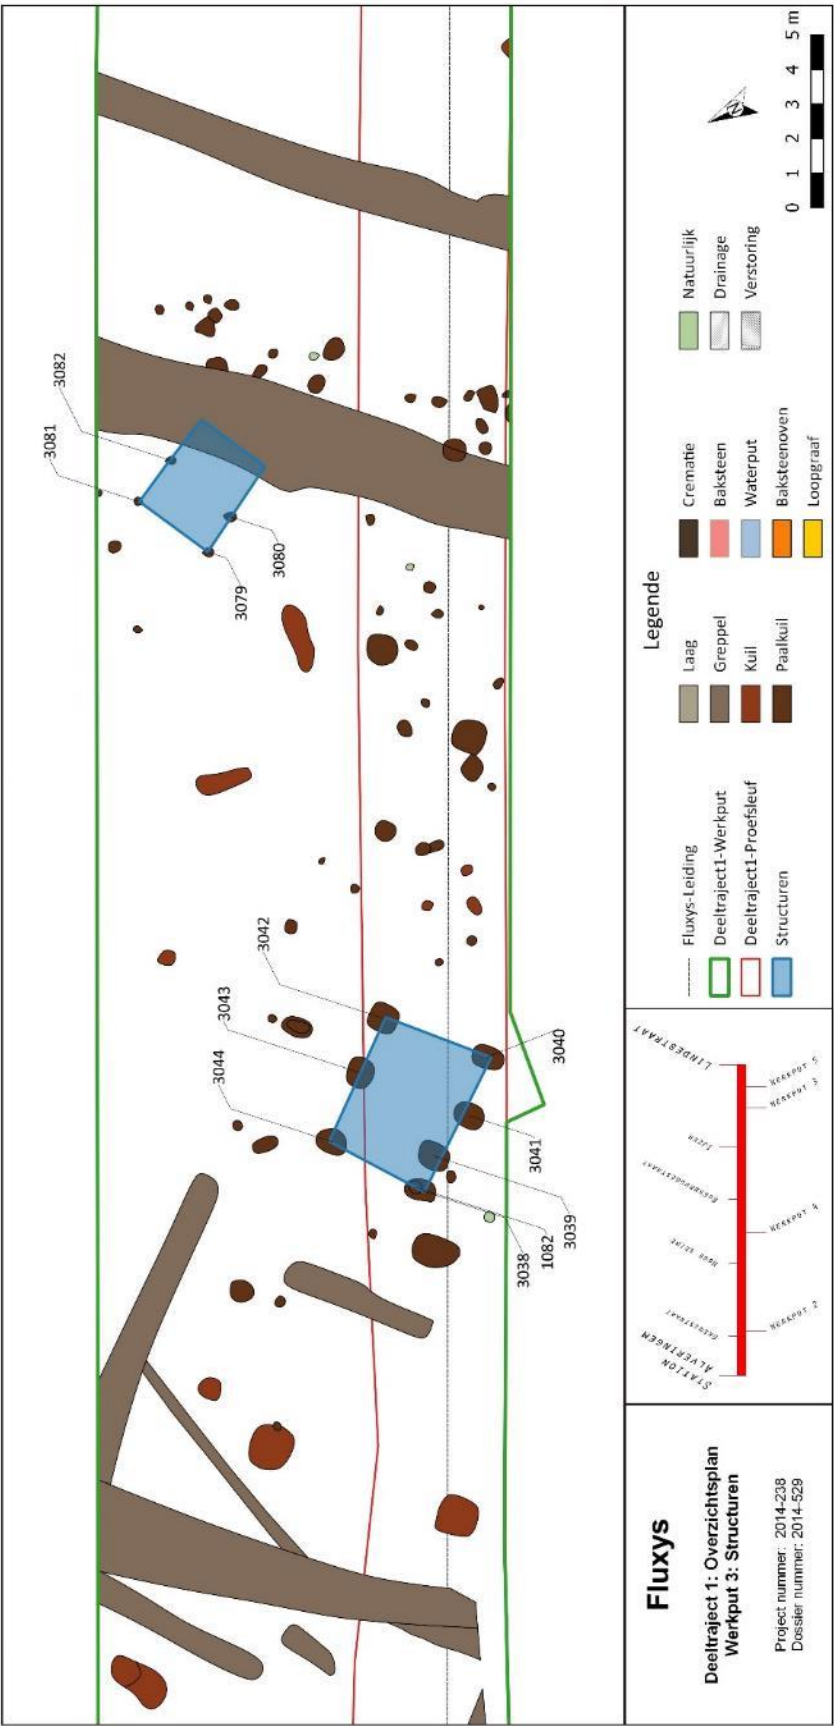 3082
3081
3080
3079
3042
3043
3044
3040
3041
3039
1082
3038
Fluxys
Deeltraject 1: Overzichtsplan
Werkput 3: Structuren
Project nummer: 2014-238
Dossier nummer: 2014-529
STATION
ALVERINGEM
LINDESTRAAT
IJZER
WERKPUT 2
WERKPUT 4
WERKPUT 3
WERKPUT 5
Legende
Fluxys-Leiding
Deeltraject1-Werkput
Deeltraject1-Proefsleuf
Structuren
Laag
Greppel
Kuil
Paalkuil
Crematie
Baksteen
Waterput
Baksteenoven
Loopgraaf
Natuurlijk
Drainage
Verstoring
N
0 1 2 3 4 5 m